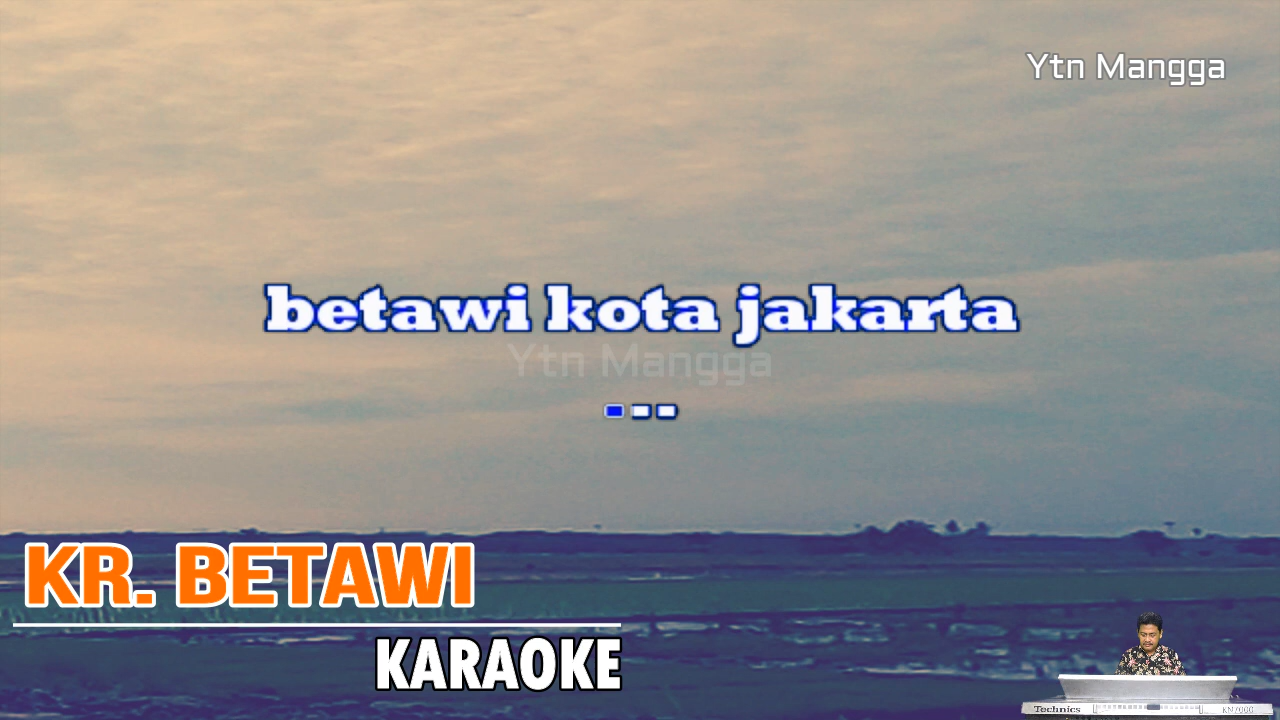 Ytn Mangga
betawi kota jakarta
Ytn Mangga
KR. BETAWI
KARAOKE
Technics KN7000